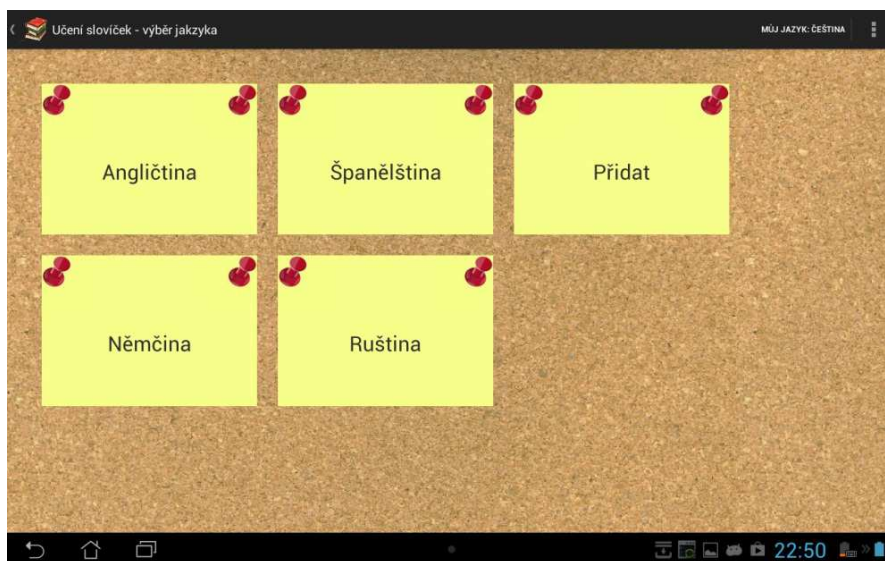 Učení slovíček - výběr jakzyka
MŮJ JAZYK: ČEŠTINA
Angličtina
Španělština
Přidat
Němčina
Ruština
22:50